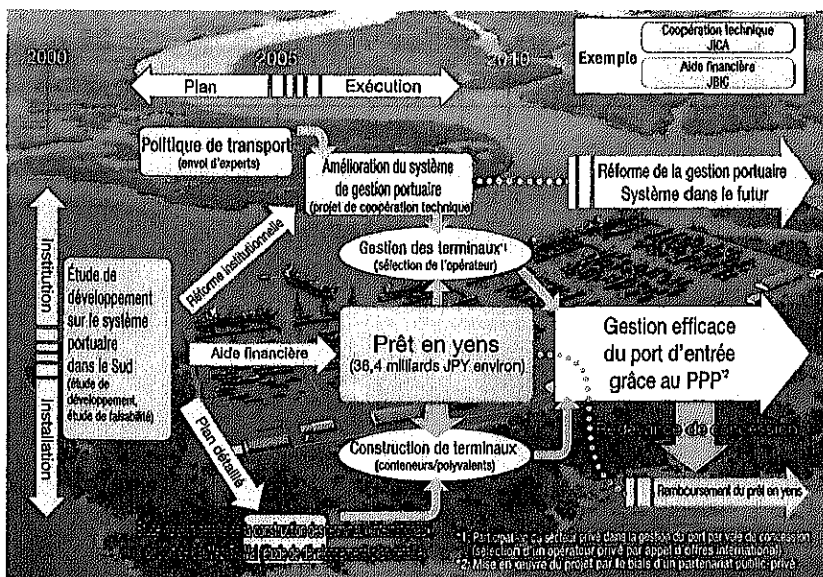 2000
2005
2010
Exemple
Coopération technique
JICA
Aide financière
JBIC
Plan
Exécution
Politique de transport
(envoi d'experts)
Amélioration du système
de gestion portuaire
(projet de coopération technique)
Réforme de la gestion portuaire
Système dans le futur
Institution
Installation
Étude de
développement
sur le système
portuaire
dans le Sud
(étude de
développement,
étude de faisabilité)
Réforme institutionnelle
Gestion des terminaux*1
(sélection de l'opérateur)
Aide financière
Prêt en yens
(36,4 milliards JPY environ)
Gestion efficace
du port d'entrée
grâce au PPP*2
Plan détaillé
Construction de terminaux
(conteneurs/polyvalents)
de concession
Remboursement du prêt en yens
construction des
*1: Participation du secteur privé dans la gestion du port par voie de concession
(sélection d'un opérateur privé par appel d'offres international)
*2: Mise en œuvre du projet par le biais d'un partenariat public-privé